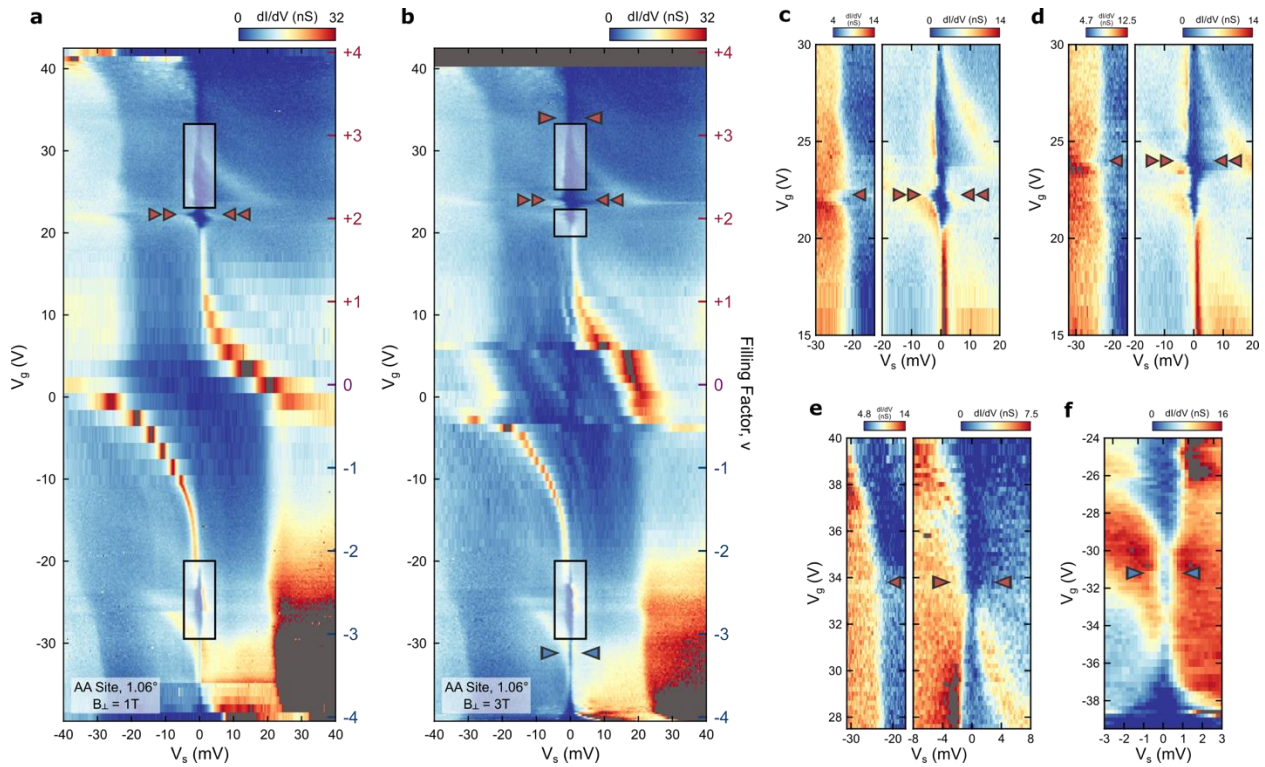 a
dI/dV (nS)
0 32
40
30
20
10
0
-10
-20
-30
V_g (V)
+4
+3
+2
+1
0
-1
-2
-3
-4
AA Site, 1.06°
B⊥ = 1T
-40 -30 -20 -10 0 10 20 30 40
V_s (mV)
b
dI/dV (nS)
0 32
40
30
20
10
0
-10
-20
-30
V_g (V)
+4
+3
+2
+1
0
-1
-2
-3
-4
Filling Factor, ν
AA Site, 1.06°
B⊥ = 3T
-40 -30 -20 -10 0 10 20 30 40
V_s (mV)
c
dI/dV
(nS)
4 14
dI/dV (nS)
0 14
30
25
20
15
V_g (V)
-30 -20
-20 -10 0 10 20
V_s (mV)
d
dI/dV
(nS)
4.7 12.5
dI/dV (nS)
0 14
30
25
20
15
V_g (V)
-30 -20
-20 -10 0 10 20
V_s (mV)
e
dI/dV
(nS)
4.8 14
dI/dV (nS)
0 7.5
40
38
36
34
32
30
28
V_g (V)
-30 -20
-8 -4 0 4 8
V_s (mV)
f
dI/dV (nS)
0 16
-24
-26
-28
-30
-32
-34
-36
-38
V_g (V)
-3 -2 -1 0 1 2 3
V_s (mV)